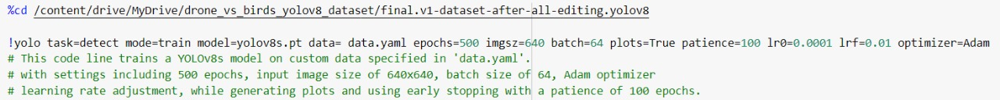 %cd /content/drive/MyDrive/drone_vs_birds_yolov8_dataset/final.v1-dataset-after-all-editing.yolov8
!yolo task=detect mode=train model=yolov8s.pt data= data.yaml epochs=500 imgsz=640 batch=64 plots=True patience=100 lr0=0.0001 lrf=0.01 optimizer=Adam
# This code line trains a YOLOv8s model on custom data specified in 'data.yaml'.
# with settings including 500 epochs, input image size of 640x640, batch size of 64, Adam optimizer
# learning rate adjustment, while generating plots and using early stopping with a patience of 100 epochs.